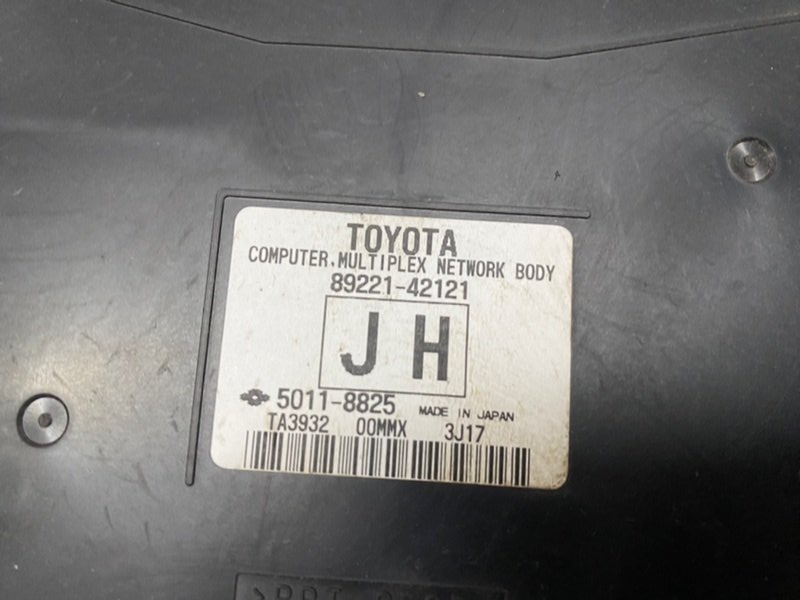 TOYOTA
COMPUTER, MULTIPLEX NETWORK BODY
89221-42121
JH
5011-8825 MADE IN JAPAN
TA3932 00MMX 3J17